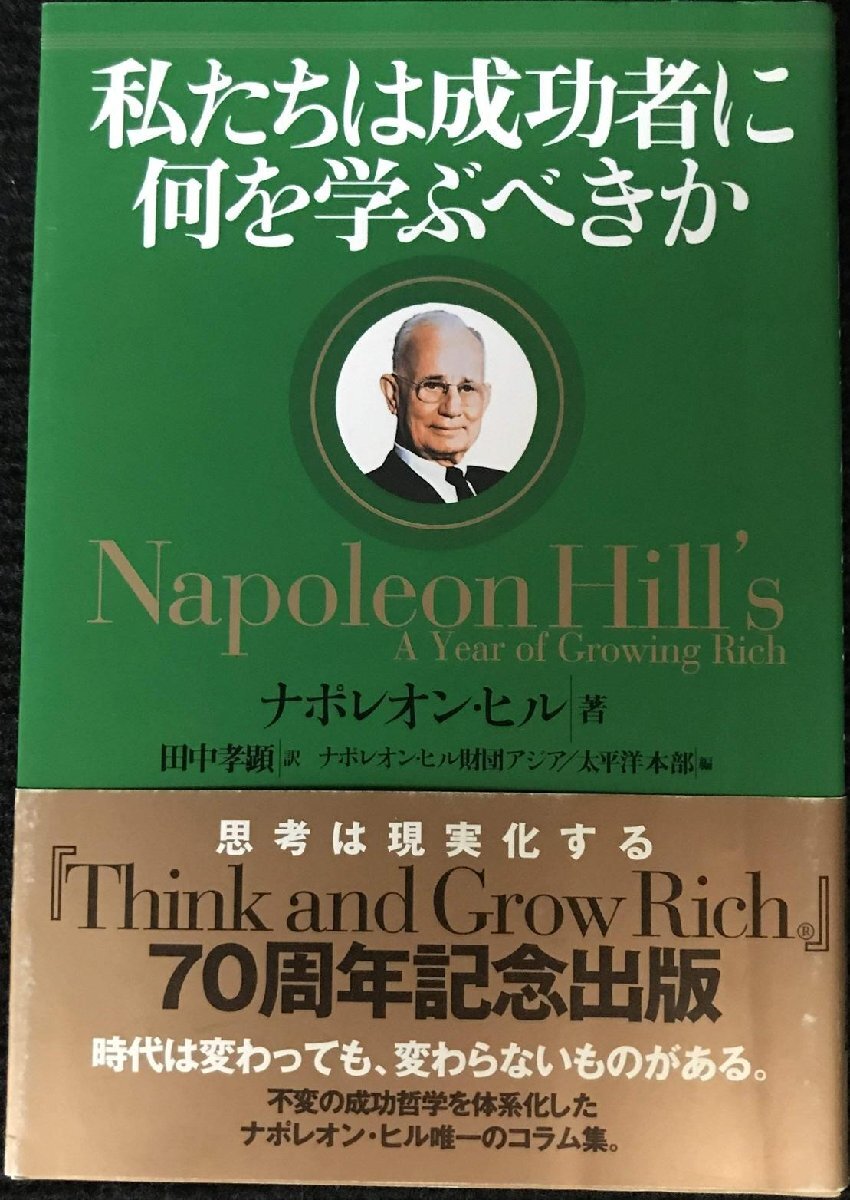 私たちは成功者に
何を学ぶべきか
Napoleon Hill's
A Year of Growing Rich
ナポレオン・ヒル|著
田中孝顕|訳 ナポレオン・ヒル財団アジア/太平洋本部|編
思考は現実化する
『Think and Grow Rich®』
70周年記念出版
時代は変わっても、変わらないものがある。
不変の成功哲学を体系化した
ナポレオン・ヒル唯一のコラム集。